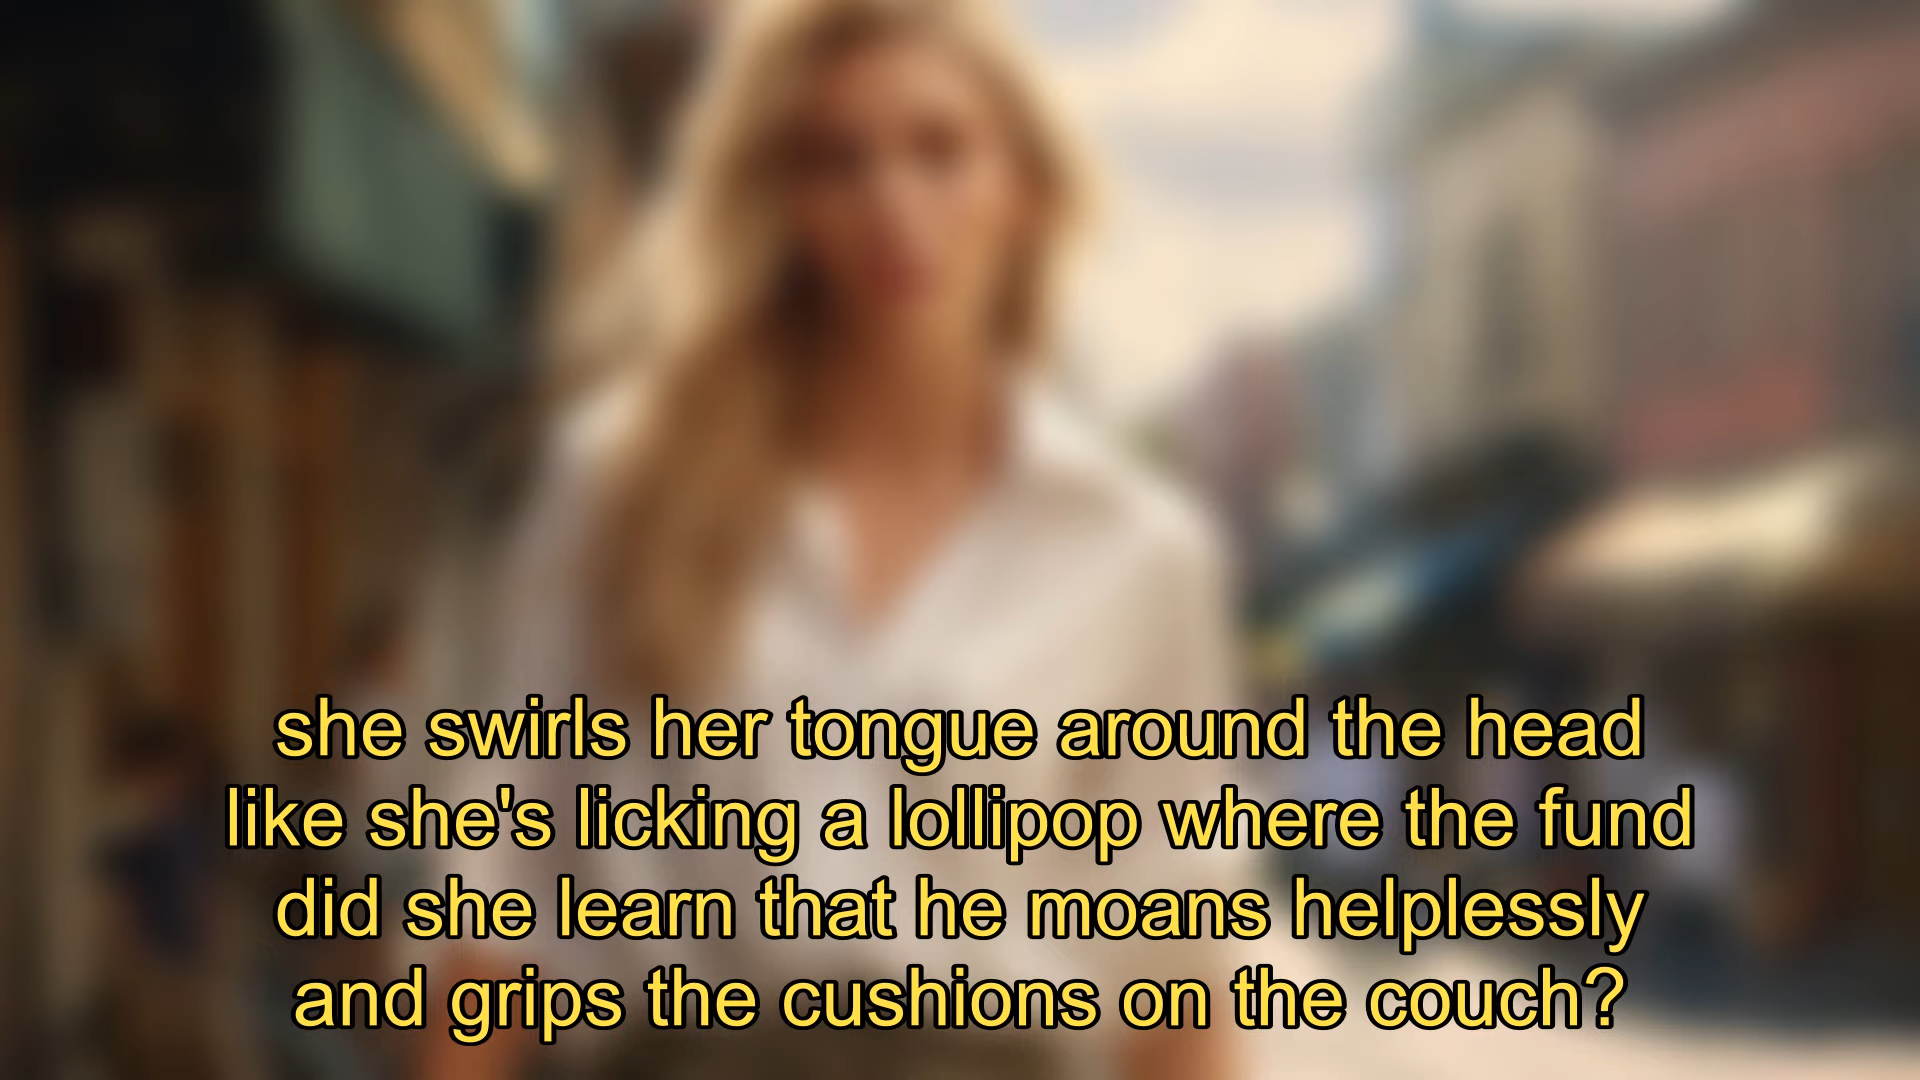 she swirls her tongue around the head
like she's licking a lollipop where the fund
did she learn that he moans helplessly
and grips the cushions on the couch?